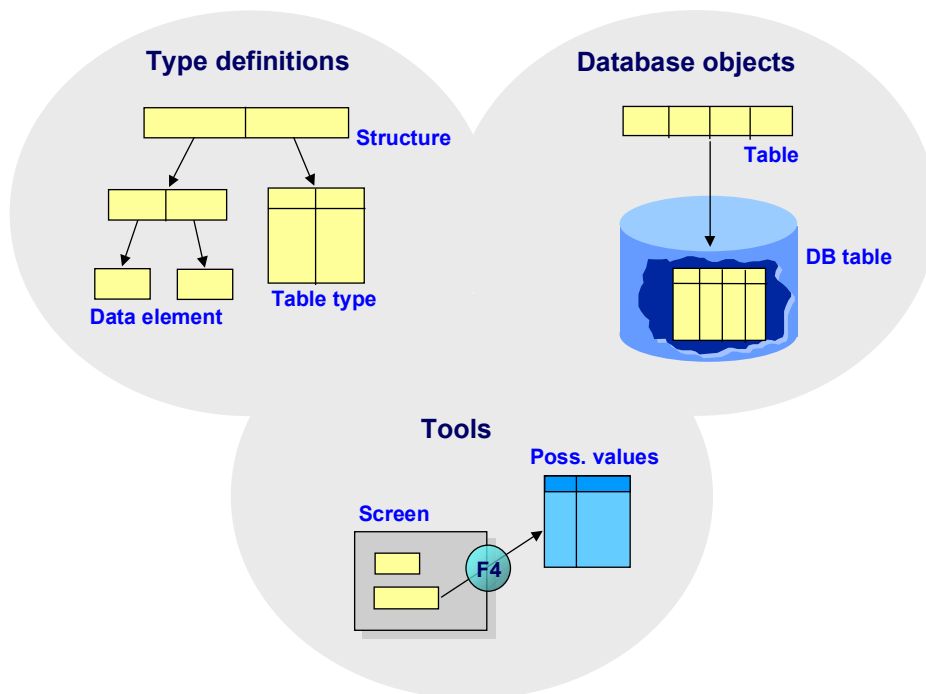 Type definitions
Structure
Data element
Table type
Database objects
Table
DB table
Tools
Poss. values
Screen
F4